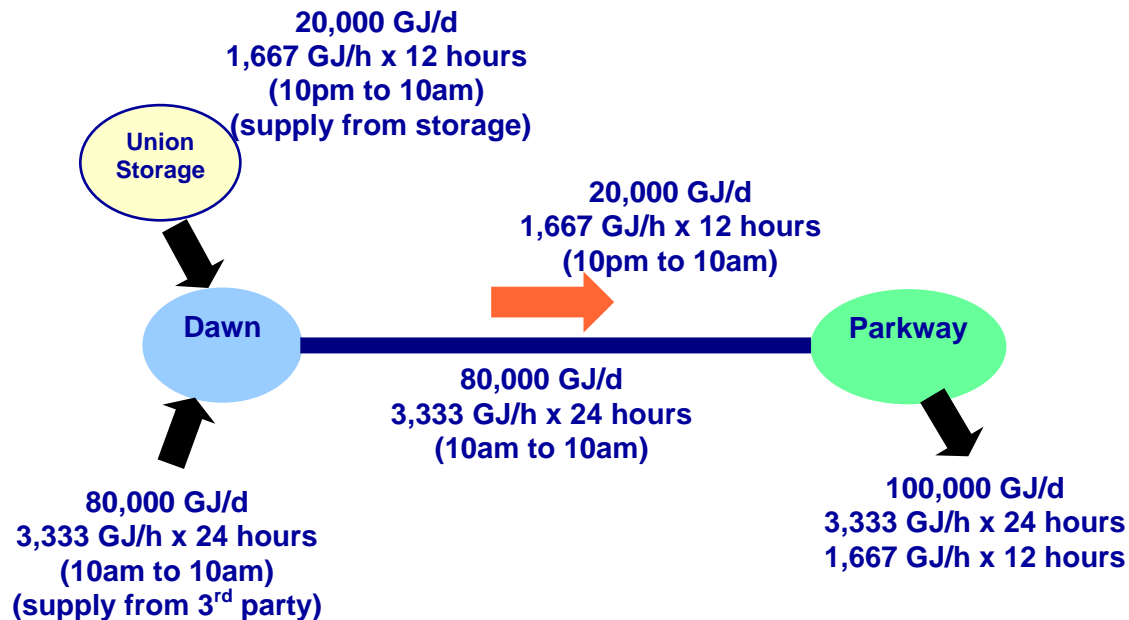 20,000 GJ/d
1,667 GJ/h x 12 hours
(10pm to 10am)
(supply from storage)
Union
Storage
20,000 GJ/d
1,667 GJ/h x 12 hours
(10pm to 10am)
Dawn
Parkway
80,000 GJ/d
3,333 GJ/h x 24 hours
(10am to 10am)
80,000 GJ/d
3,333 GJ/h x 24 hours
(10am to 10am)
(supply from 3rd party)
100,000 GJ/d
3,333 GJ/h x 24 hours
1,667 GJ/h x 12 hours